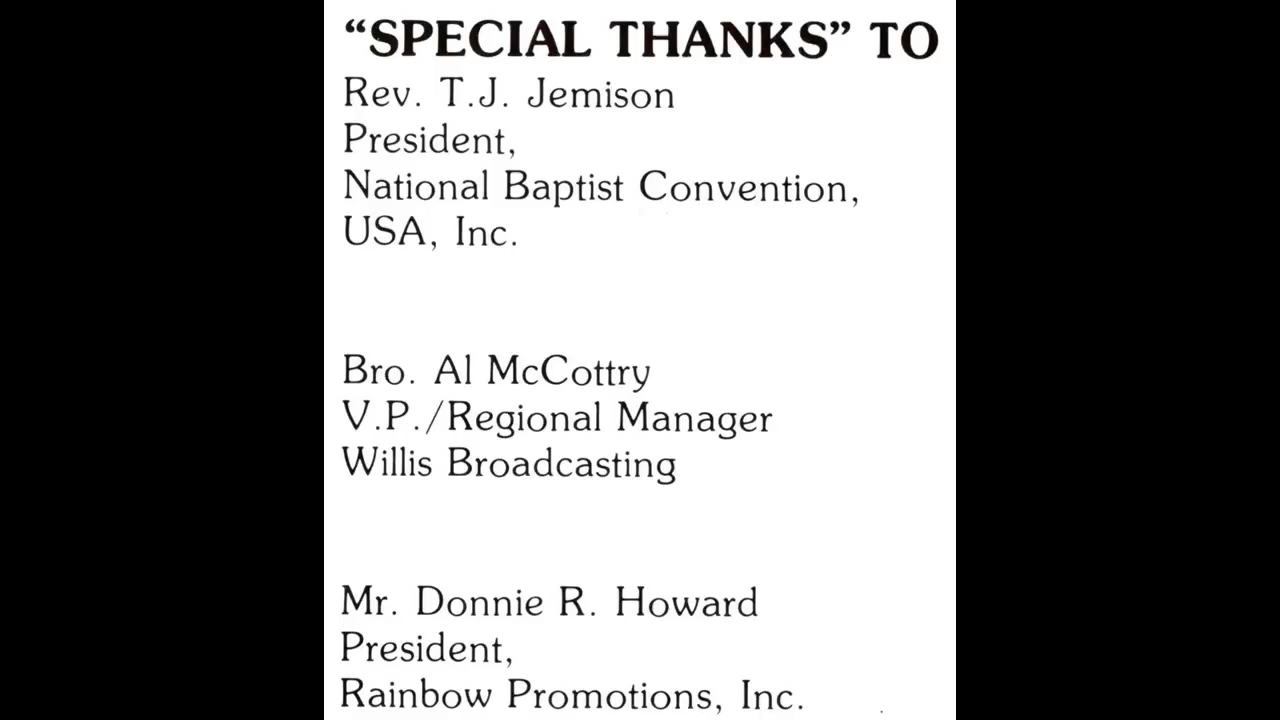 “SPECIAL THANKS” TO
Rev. T.J. Jemison
President,
National Baptist Convention,
USA, Inc.
Bro. Al McCottry
V.P./Regional Manager
Willis Broadcasting
Mr. Donnie R. Howard
President,
Rainbow Promotions, Inc.